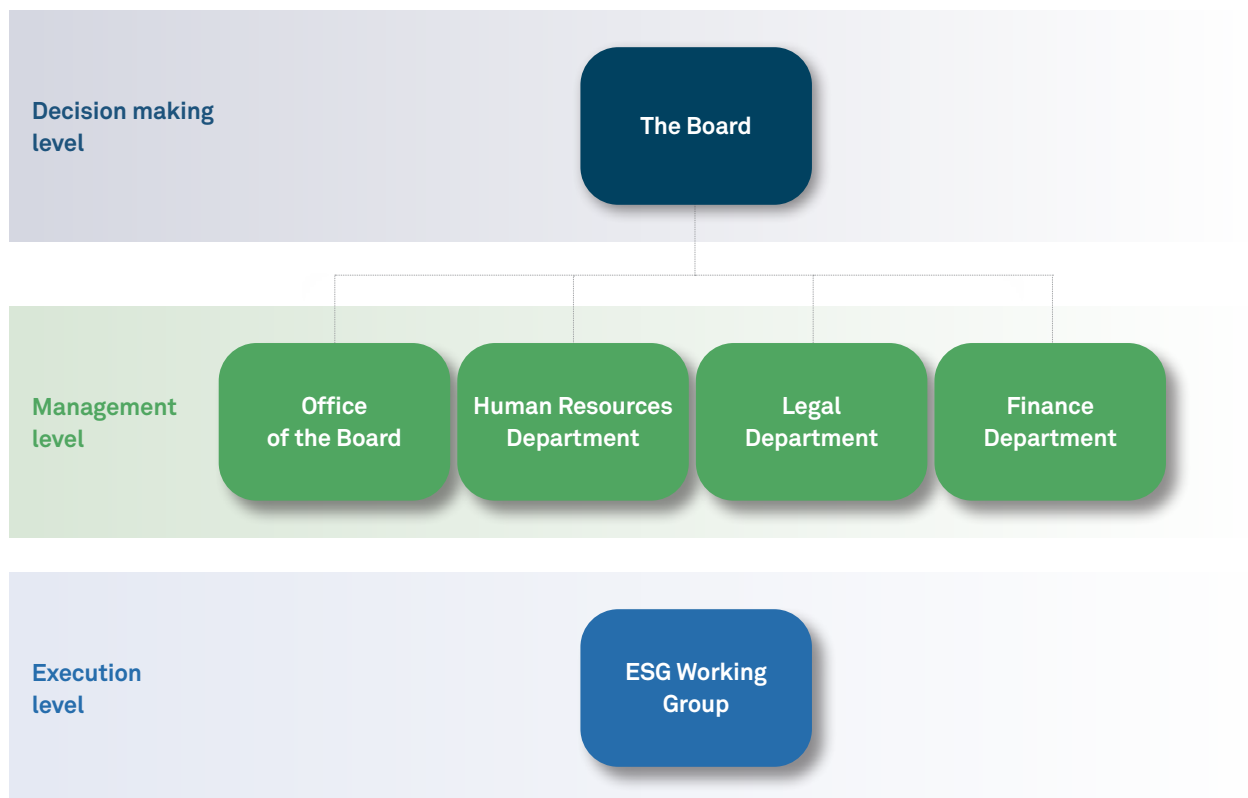 Decision making
level
The Board
Management
level
Office
of the Board
Human Resources
Department
Legal
Department
Finance
Department
Execution
level
ESG Working
Group